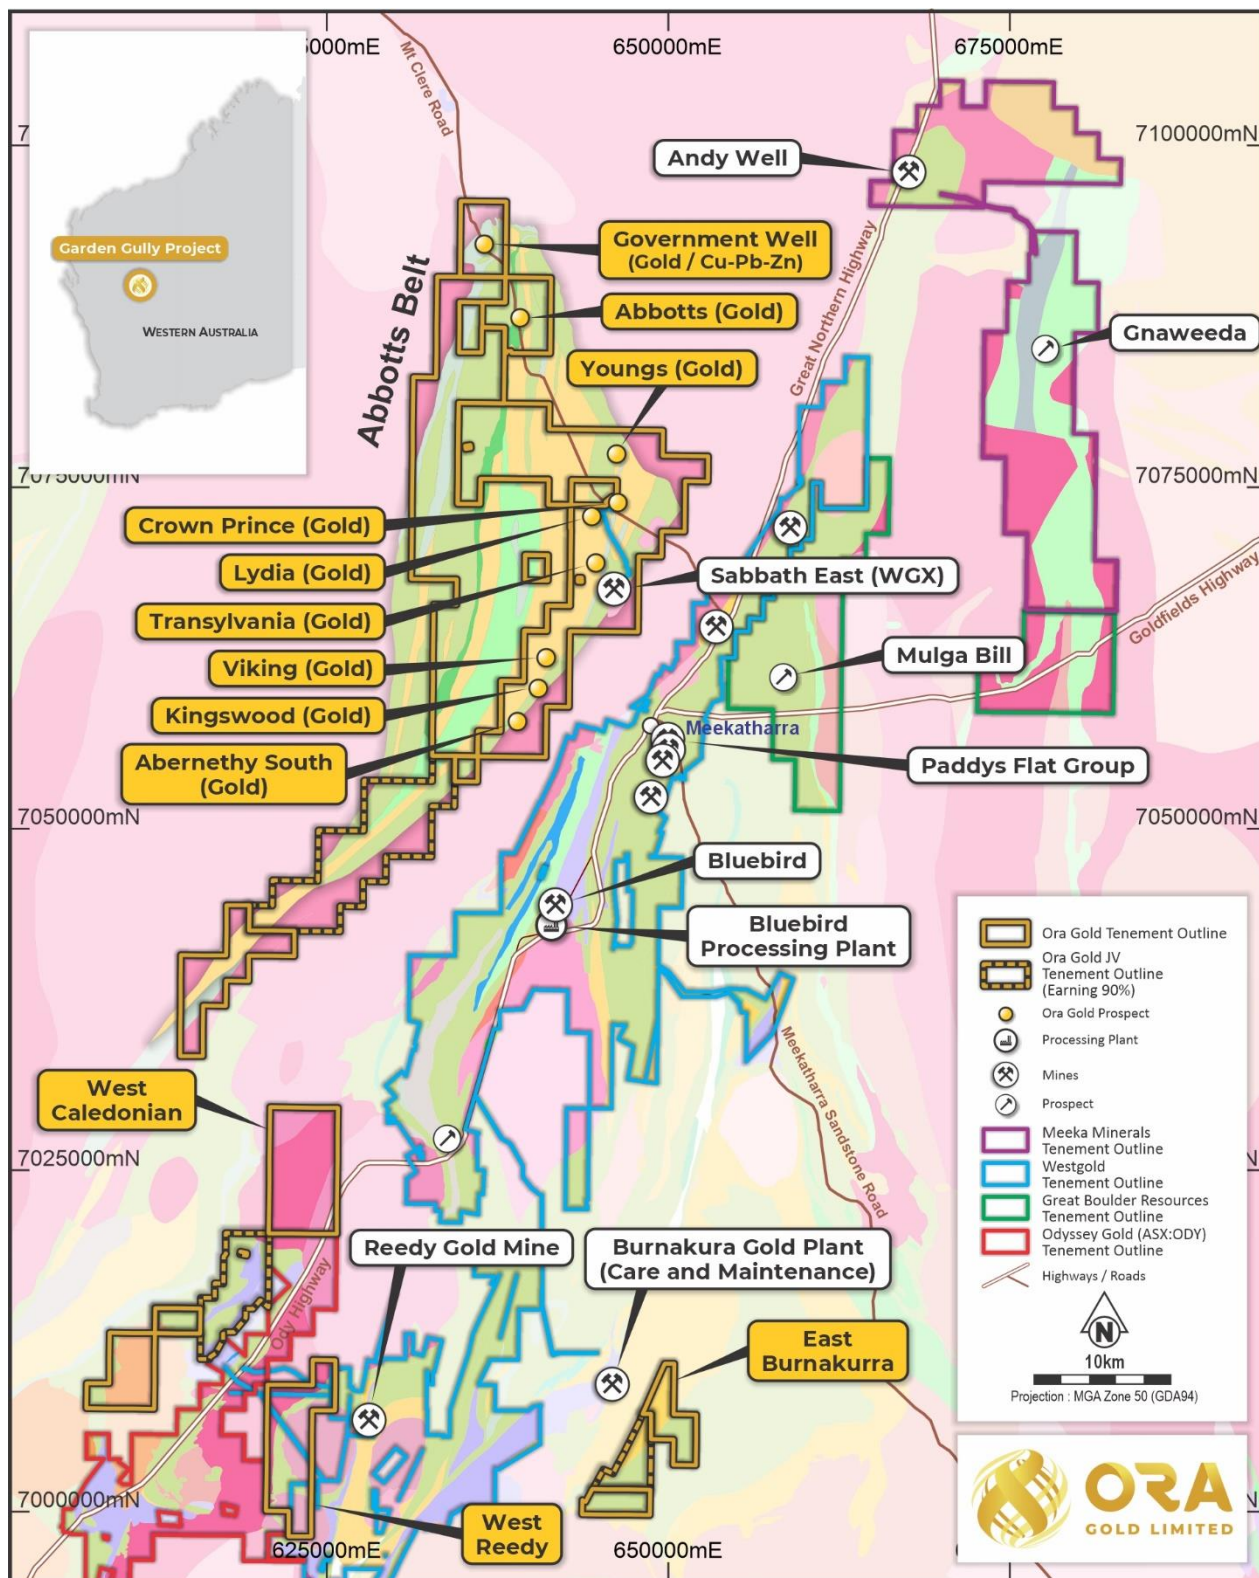 5000mE
650000mE
675000mE
Mt Clere Road
7100000mN
Andy Well
Garden Gully Project
WESTERN AUSTRALIA
Government Well
(Gold / Cu-Pb-Zn)
Abbotts Belt
Abbotts (Gold)
Great Northern Highway
Gnaweeda
Youngs (Gold)
7075000mN
7075000mN
Crown Prince (Gold)
Lydia (Gold)
Sabbath East (WGX)
Transylvania (Gold)
Goldfields Highway
Viking (Gold)
Mulga Bill
Kingswood (Gold)
Meekatharra
Abernethy South
(Gold)
Paddys Flat Group
7050000mN
7050000mN
Bluebird
Bluebird
Processing Plant
Ora Gold Tenement Outline
Ora Gold JV
Tenement Outline
(Earning 90%)
Ora Gold Prospect
Processing Plant
Mines
Prospect
Meeka Minerals
Tenement Outline
Westgold
Tenement Outline
Great Boulder Resources
Tenement Outline
Odyssey Gold (ASX:ODY)
Tenement Outline
Highways / Roads
N
10km
Projection : MGA Zone 50 (GDA94)
West
Caledonian
Meekatharra Sandstone Road
7025000mN
Reedy Gold Mine
Burnakura Gold Plant
(Care and Maintenance)
Ody Highway
East
Burnakurra
7000000mN
West
Reedy
625000mE
650000mE
ORA
GOLD LIMITED